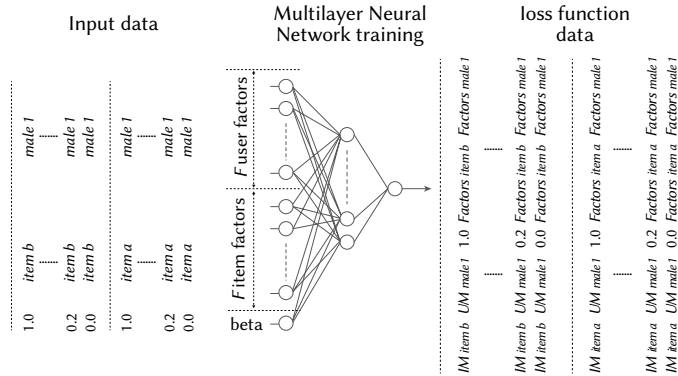 Input data
1.0 item b male 1
...... ......
0.2 item b male 1
0.0 item b male 1
1.0 item a male 1
...... ......
0.2 item a male 1
0.0 item a male 1
Multilayer Neural
Network training
F user factors
F item factors
beta
loss function
data
IM item b UM male 1 1.0 Factors item b Factors male 1
...... ......
IM item b UM male 1 0.2 Factors item b Factors male 1
IM item b UM male 1 0.0 Factors item b Factors male 1
IM item a UM male 1 1.0 Factors item a Factors male 1
...... ......
IM item a UM male 1 0.2 Factors item a Factors male 1
IM item a UM male 1 0.0 Factors item a Factors male 1